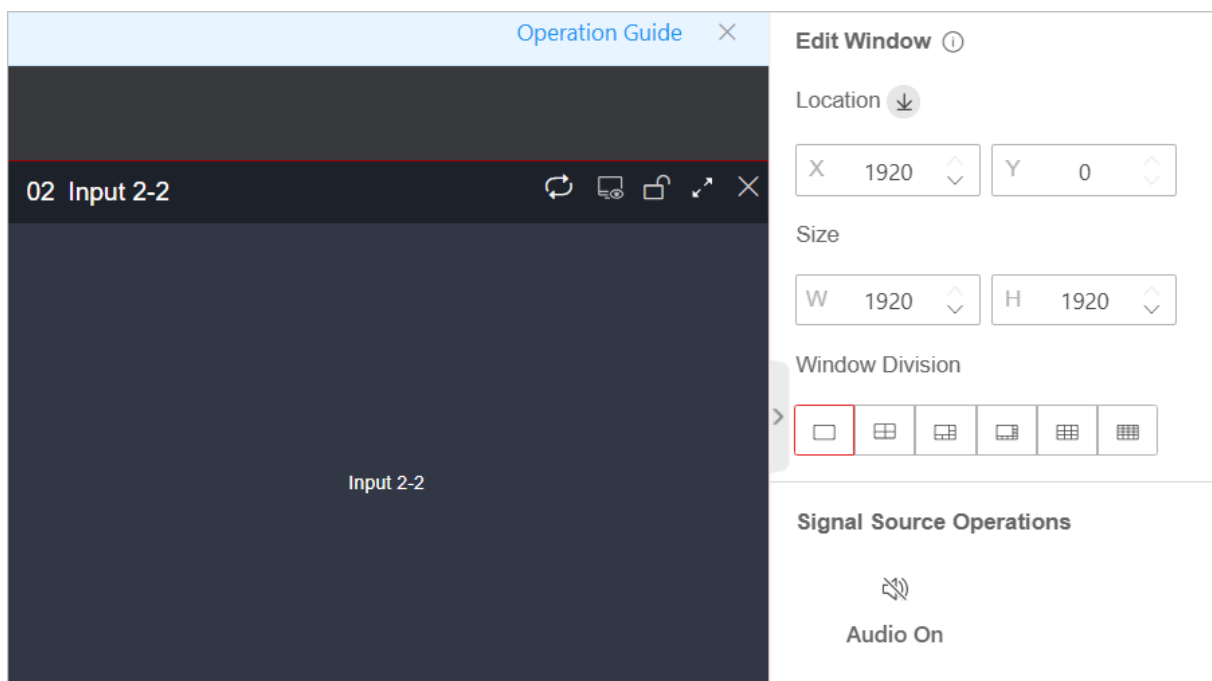 Operation Guide
02 Input 2-2
Input 2-2
Edit Window
Location
X 1920 Y 0
Size
W 1920 H 1920
Window Division
Signal Source Operations
Audio On